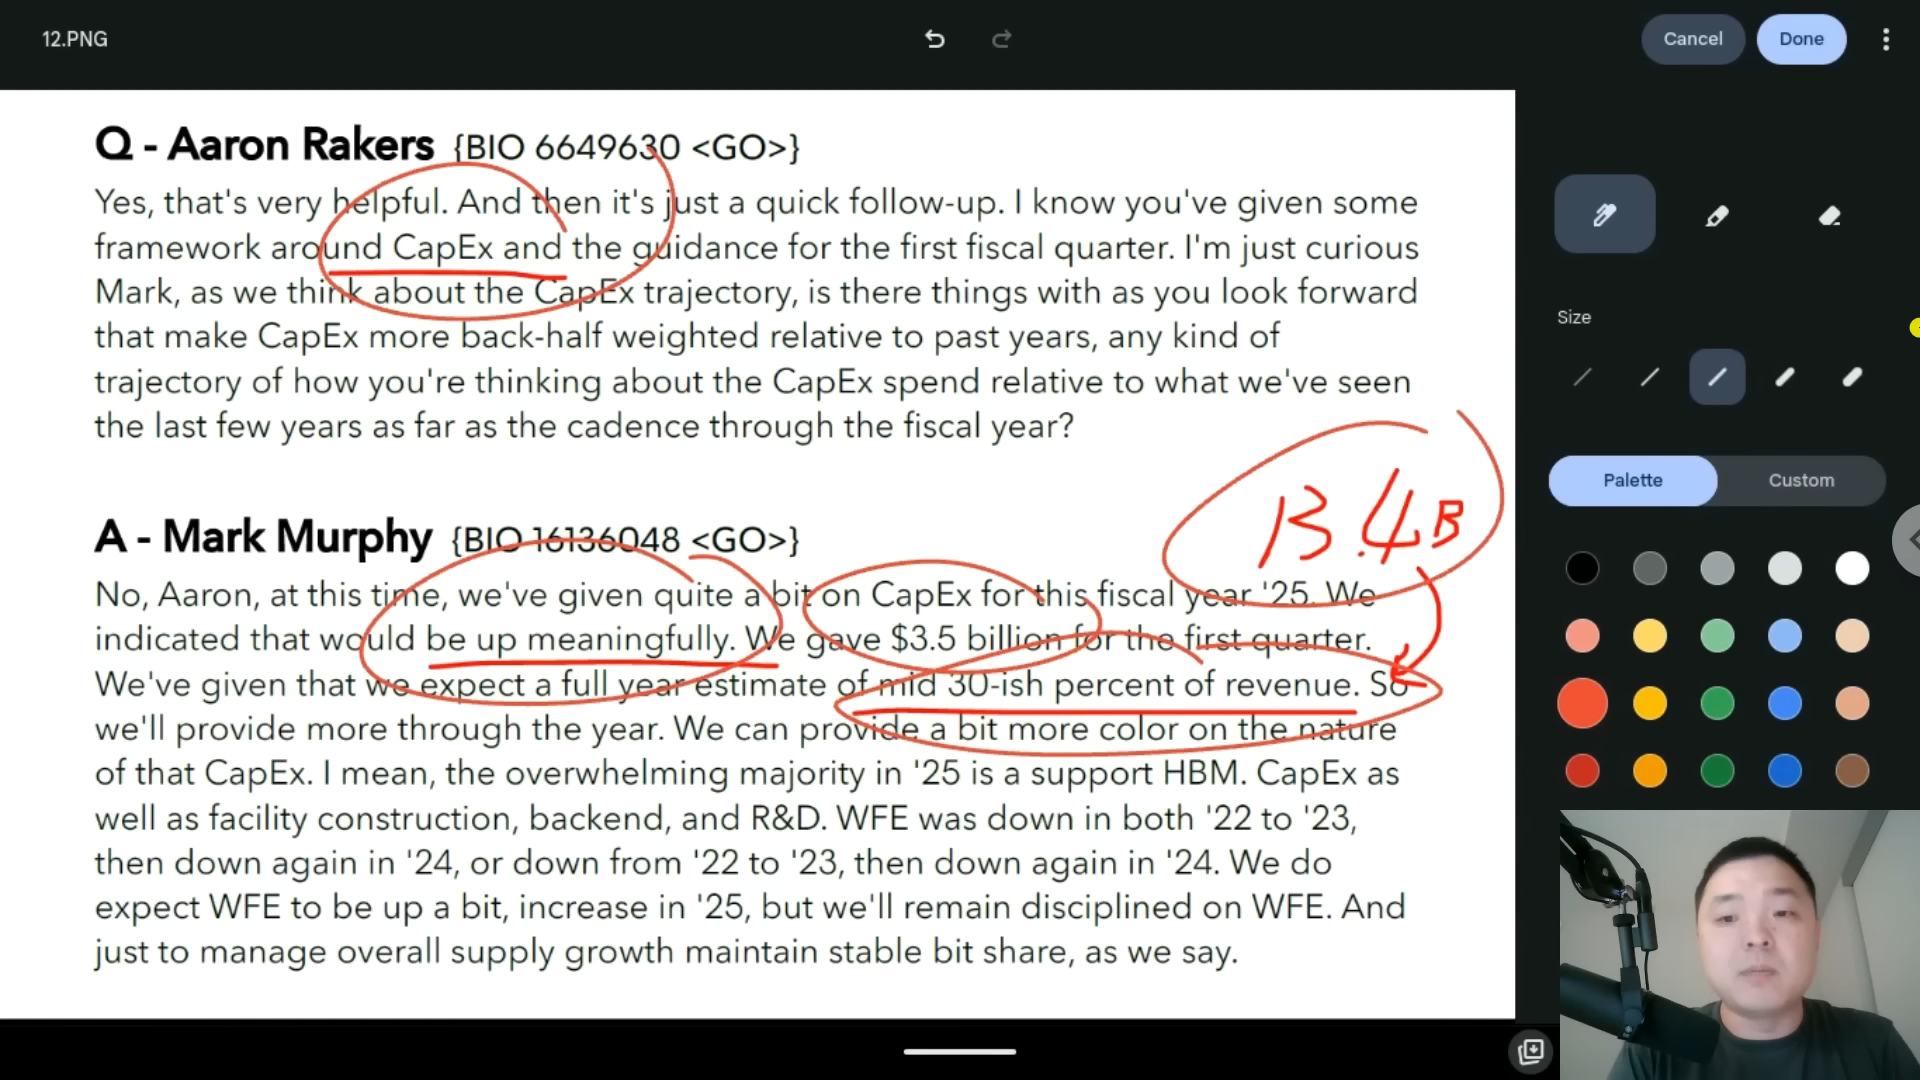 12.PNG
Cancel
Done
Q - Aaron Rakers {BIO 6649630 <GO>}
Yes, that's very helpful. And then it's just a quick follow-up. I know you've given some
framework around CapEx and the guidance for the first fiscal quarter. I'm just curious
Mark, as we think about the CapEx trajectory, is there things with as you look forward
that make CapEx more back-half weighted relative to past years, any kind of
trajectory of how you're thinking about the CapEx spend relative to what we've seen
the last few years as far as the cadence through the fiscal year?
13.4B
A - Mark Murphy {BIO 16136048 <GO>}
No, Aaron, at this time, we've given quite a bit on CapEx for this fiscal year '25. We
indicated that would be up meaningfully. We gave $3.5 billion for the first quarter.
We've given that we expect a full year estimate of mid 30-ish percent of revenue. So
we'll provide more through the year. We can provide a bit more color on the nature
of that CapEx. I mean, the overwhelming majority in '25 is a support HBM. CapEx as
well as facility construction, backend, and R&D. WFE was down in both '22 to '23,
then down again in '24, or down from '22 to '23, then down again in '24. We do
expect WFE to be up a bit, increase in '25, but we'll remain disciplined on WFE. And
just to manage overall supply growth maintain stable bit share, as we say.
Size
Palette
Custom